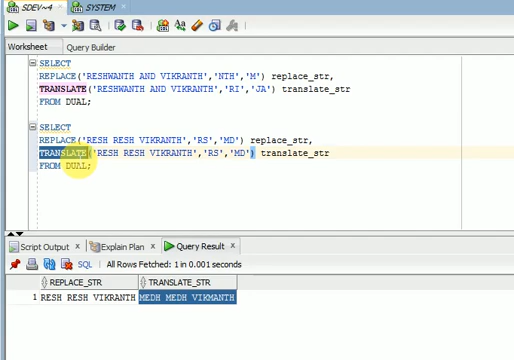 SDEV~4 SYSTEM
Worksheet Query Builder
SELECT
REPLACE('RESHWANTH AND VIKRANTH','NTH','M') replace_str,
TRANSLATE('RESHWANTH AND VIKRANTH','RI','JA') translate_str
FROM DUAL;
SELECT
REPLACE('RESH RESH VIKRANTH','RS','MD') replace_str,
TRANSLATE('RESH RESH VIKRANTH','RS','MD') translate_str
FROM DUAL;
Script Output Explain Plan Query Result
SQL All Rows Fetched: 1 in 0.001 seconds
REPLACE_STR TRANSLATE_STR
1 RESH RESH VIKRANTH MEDH MEDH VIKMANTH